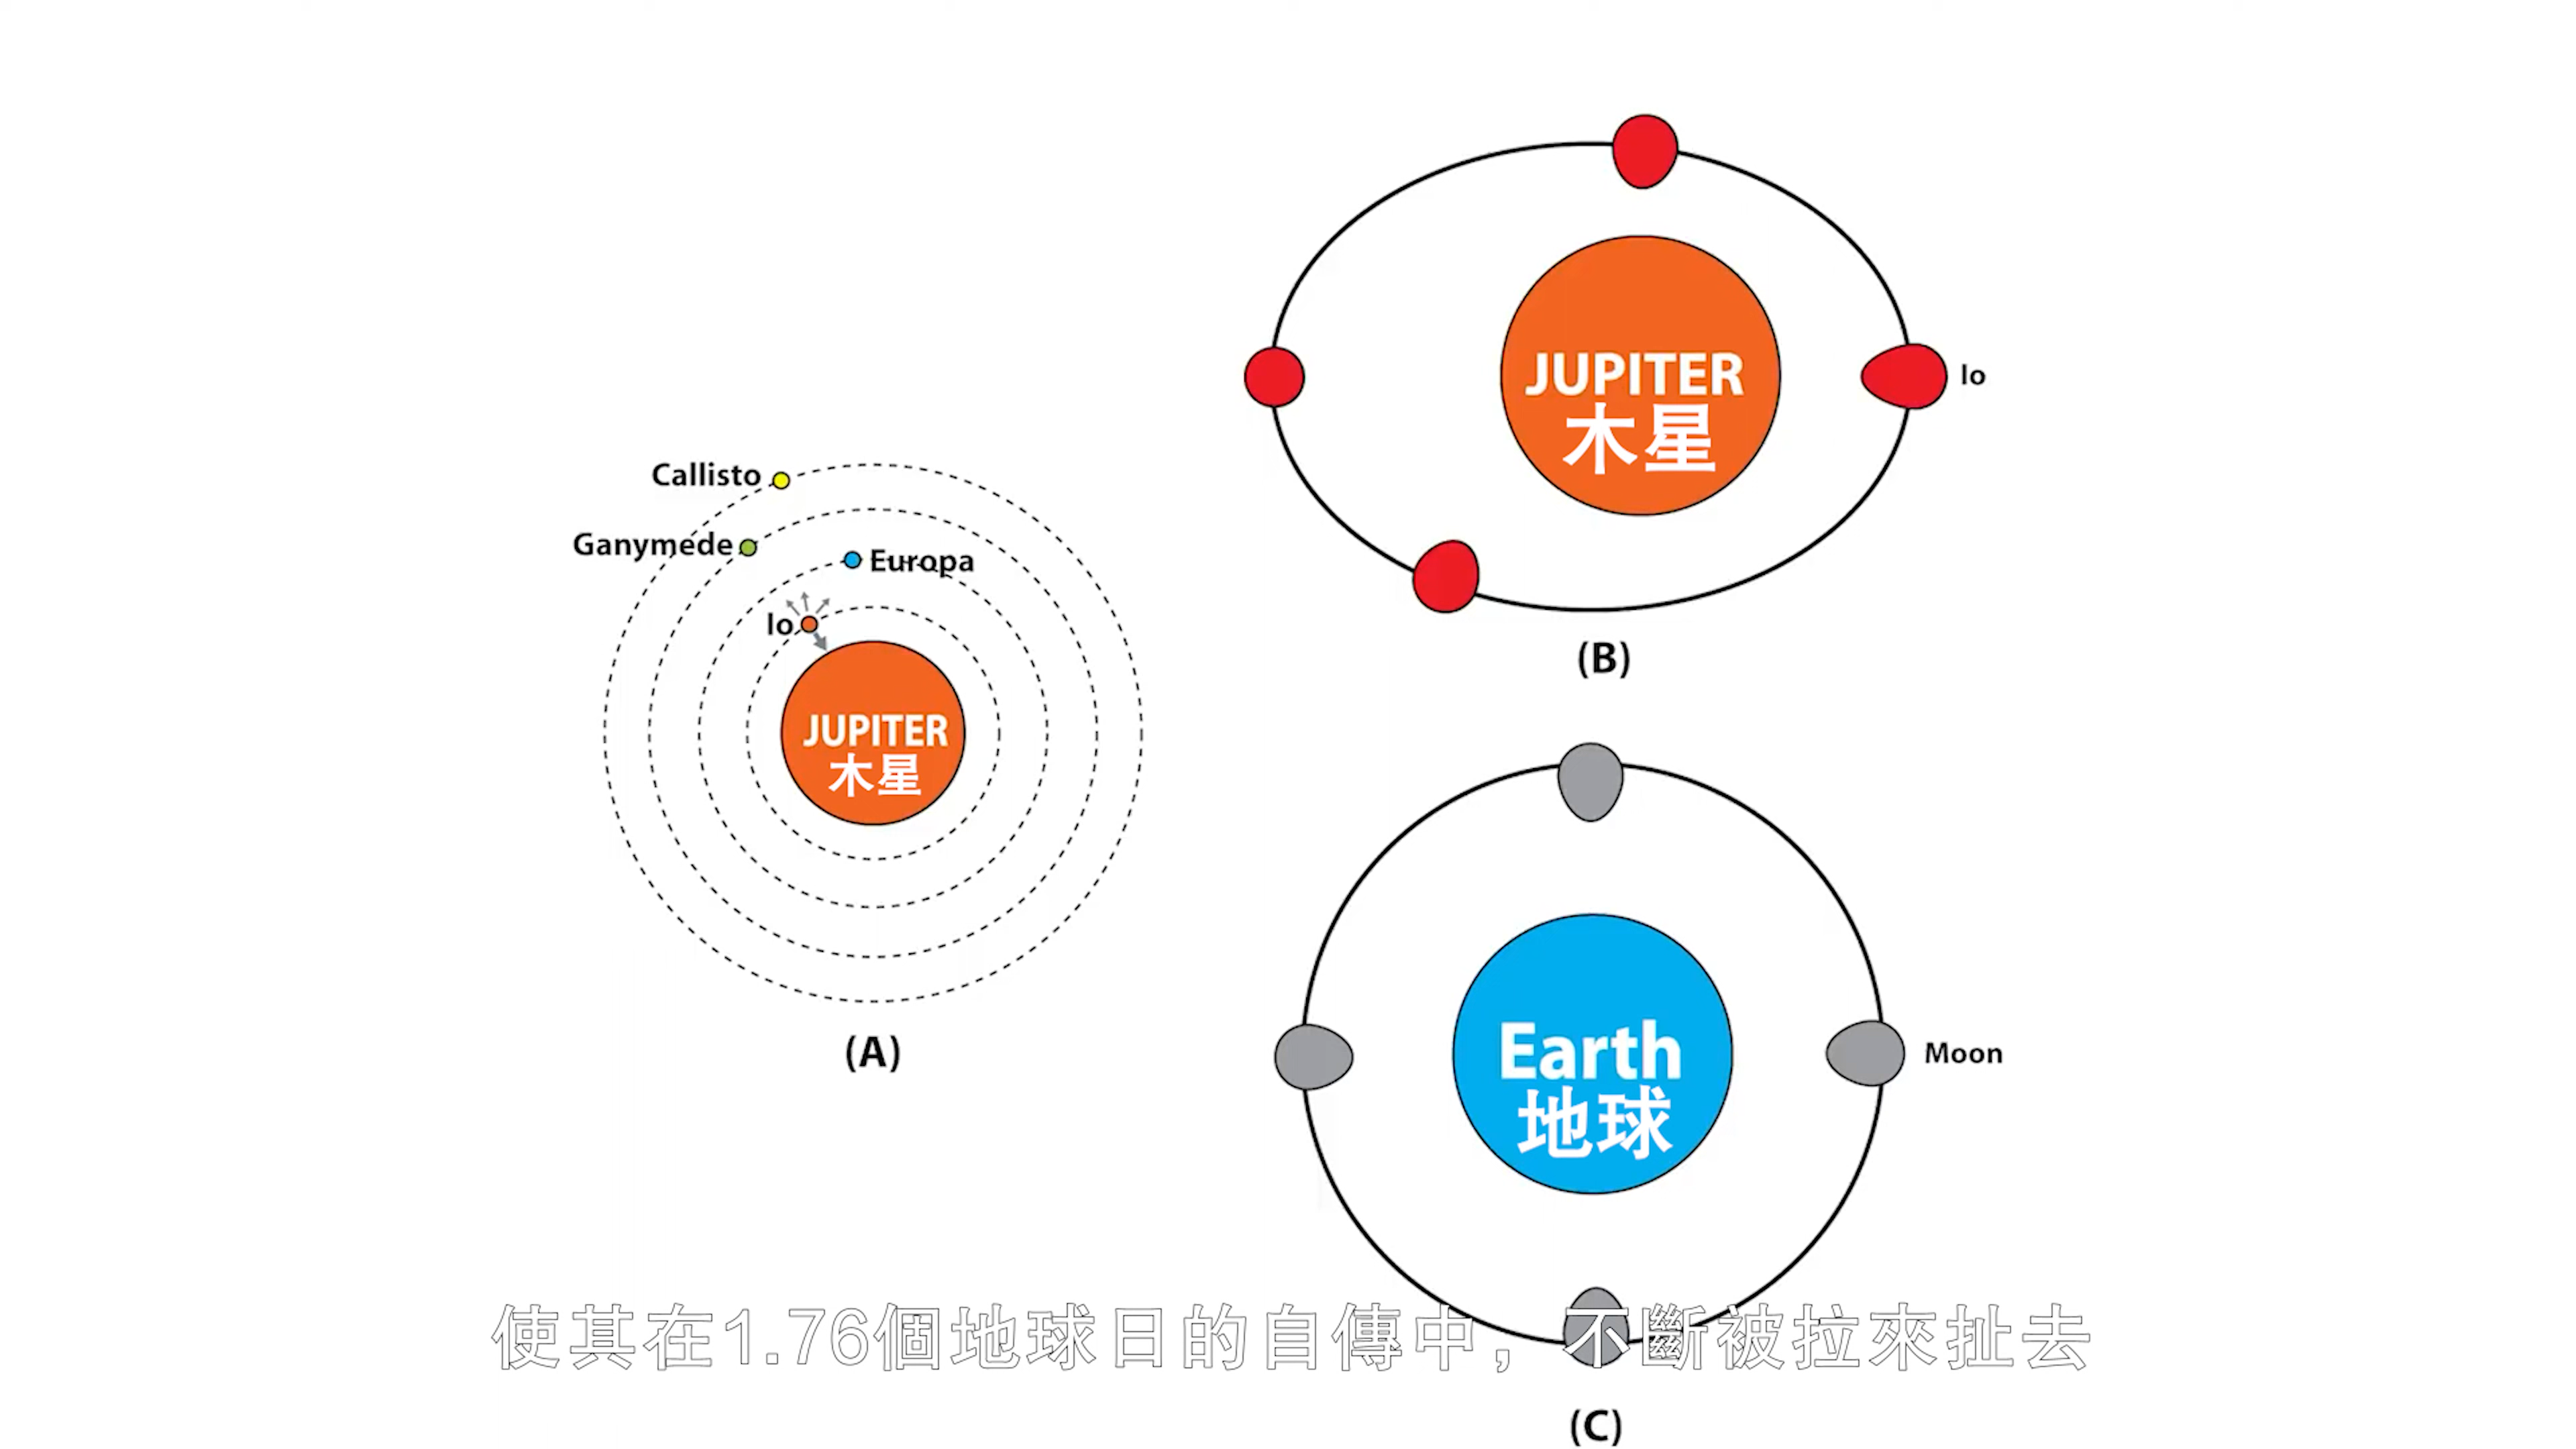 Callisto
Ganymede
Europa
Io
JUPITER
木星
(A)
JUPITER
木星
Io
(B)
Earth
地球
Moon
使其在1.76個地球日的自傳中，不斷被拉來扯去
(C)